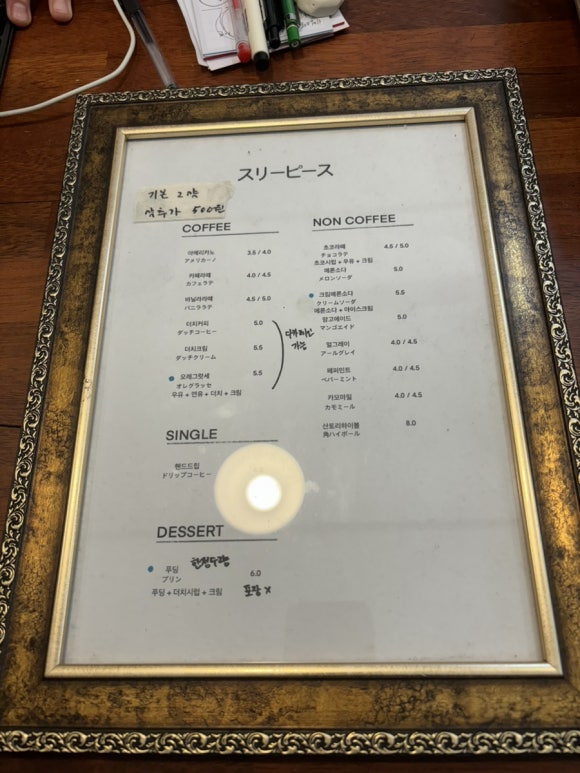 スリーピース
기본 2샷
샷추가 500원
COFFEE
아메리카노 3.5 / 4.0
アメリカーノ
카페라떼 4.0 / 4.5
カフェラテ
바닐라라떼 4.5 / 5.0
バニララテ
더치커피 5.0
ダッチコーヒー
더치크림 5.5
ダッチクリーム
오레그랏세 5.5
オレグラッセ
우유 + 연유 + 더치 + 크림
디카페인
가능
SINGLE
핸드드립
ドリップコーヒー
DESSERT
푸딩 한정수량
プリン 6.0
푸딩 + 더치시럽 + 크림 포장 X
NON COFFEE
초코라떼 4.5 / 5.0
チョコラテ
초코시럽 + 우유 + 크림
메론소다 5.0
メロンソーダ
크림메론소다 5.5
クリームソーダ
메론소다 + 아이스크림
망고에이드 5.0
マンゴエイド
얼그레이 4.0 / 4.5
アールグレイ
페퍼민트 4.0 / 4.5
ペパーミント
카모마일 4.0 / 4.5
カモミール
산토리하이볼 8.0
角ハイボール